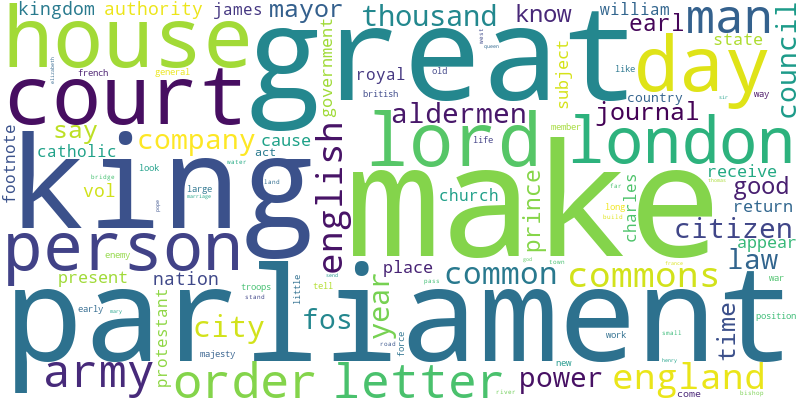 kingdom authority james mayor thousand know william earl man council
house great court day state
french general elizabeth royal british old west queen government subject like country way sir
footnote say company cause aldermen journal member
catholic look act water life london lord
vol bridge large land english church prince charles receive good return
king make person marriage pope far long build thomas citizen appear
present nation enemy place common god town commons law war
parliament early mary troops stand little tell send year pass france time position
protestant city fos majesty road force work small
army order letter new power henry england come bishop river